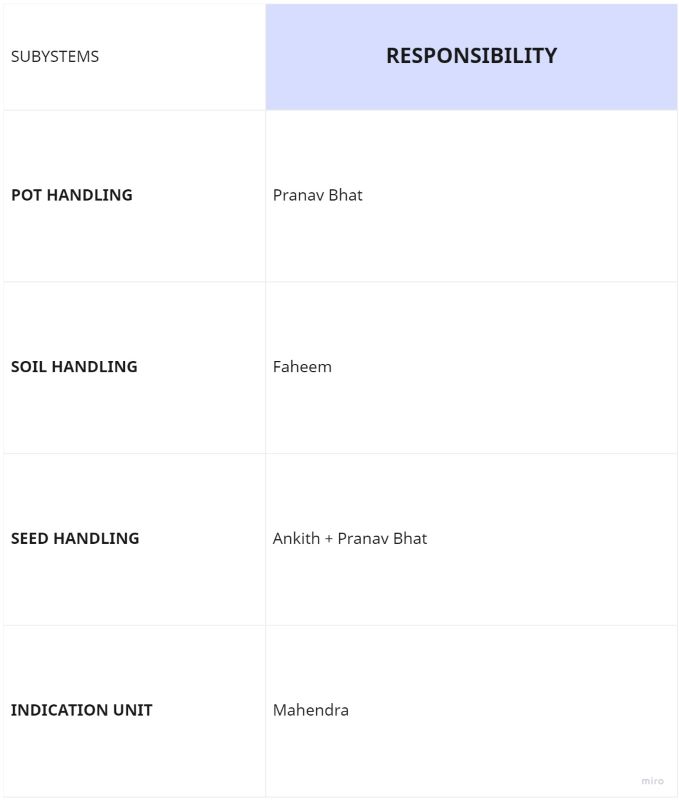 SUBYSTEMS
RESPONSIBILITY
POT HANDLING
Pranav Bhat
SOIL HANDLING
Faheem
SEED HANDLING
Ankith + Pranav Bhat
INDICATION UNIT
Mahendra
miro